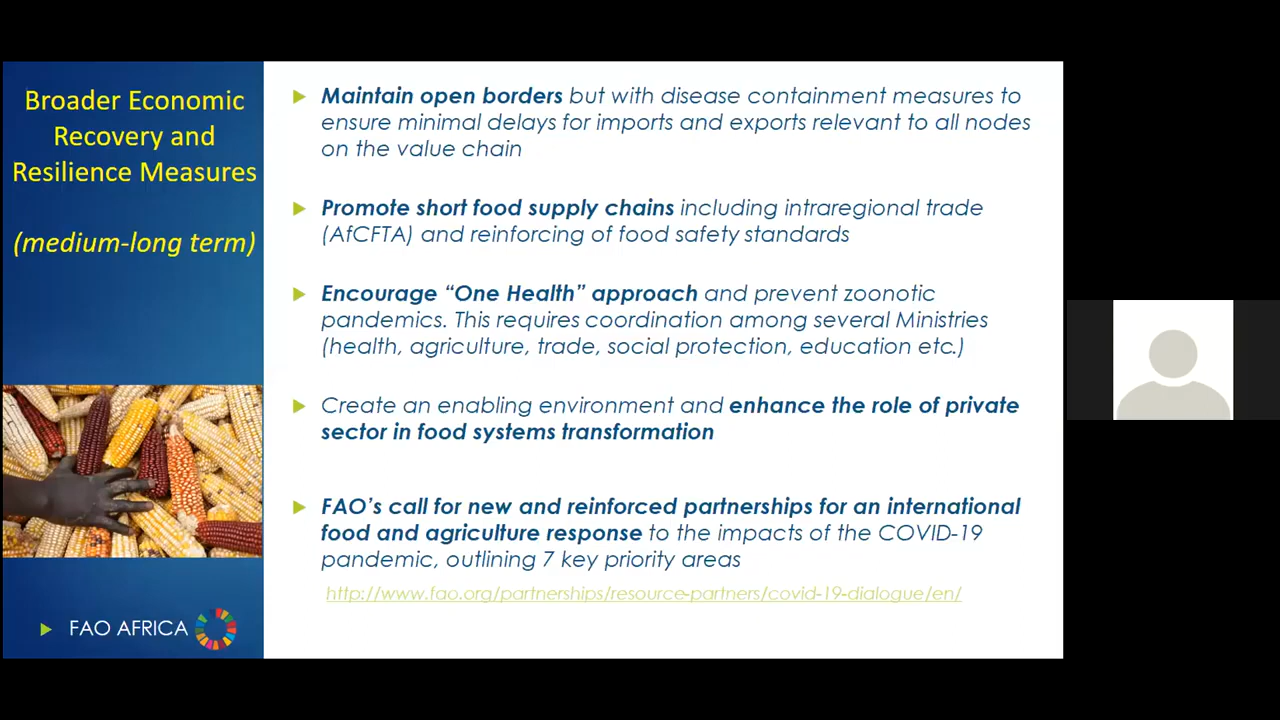 Broader Economic
Recovery and
Resilience Measures
(medium-long term)
FAO AFRICA
Maintain open borders but with disease containment measures to
ensure minimal delays for imports and exports relevant to all nodes
on the value chain
Promote short food supply chains including intraregional trade
(AfCFTA) and reinforcing of food safety standards
Encourage “One Health” approach and prevent zoonotic
pandemics. This requires coordination among several Ministries
(health, agriculture, trade, social protection, education etc.)
Create an enabling environment and enhance the role of private
sector in food systems transformation
FAO’s call for new and reinforced partnerships for an international
food and agriculture response to the impacts of the COVID-19
pandemic, outlining 7 key priority areas
http://www.fao.org/partnerships/resource-partners/covid-19-dialogue/en/